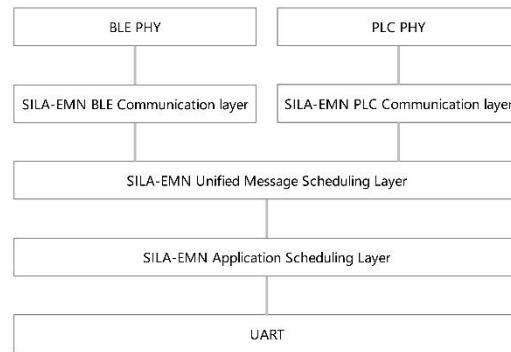 BLE PHY
PLC PHY
SILA-EMN BLE Communication layer
SILA-EMN PLC Communication layer
SILA-EMN Unified Message Scheduling Layer
SILA-EMN Application Scheduling Layer
UART